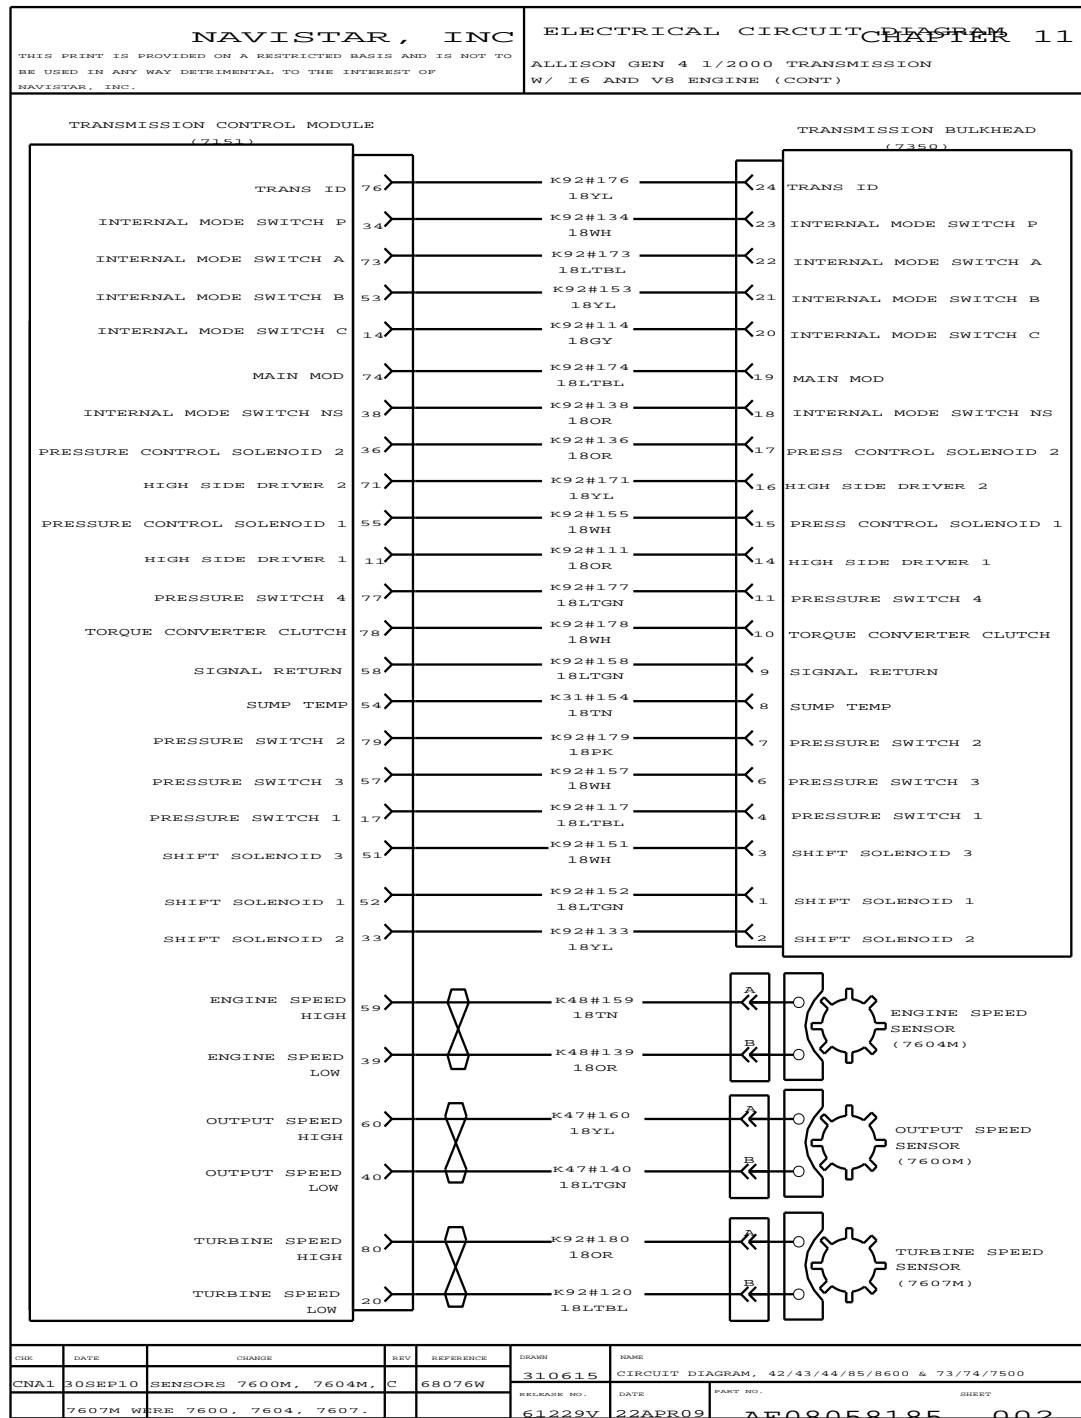 NAVISTAR, INC
THIS PRINT IS PROVIDED ON A RESTRICTED BASIS AND IS NOT TO
BE USED IN ANY WAY DETRIMENTAL TO THE INTEREST OF
NAVISTAR, INC.
ELECTRICAL CIRCUIT DIAGRAM
CHAPTER 11
ALLISON GEN 4 1/2000 TRANSMISSION
W/ I6 AND V8 ENGINE (CONT)
TRANSMISSION CONTROL MODULE
(7151)
TRANSMISSION BULKHEAD
(7350)
TRANS ID 76 K92#176 24 TRANS ID
18YL
INTERNAL MODE SWITCH P 34 K92#134 23 INTERNAL MODE SWITCH P
18WH
INTERNAL MODE SWITCH A 73 K92#173 22 INTERNAL MODE SWITCH A
18LTBL
INTERNAL MODE SWITCH B 53 K92#153 21 INTERNAL MODE SWITCH B
18YL
INTERNAL MODE SWITCH C 14 K92#114 20 INTERNAL MODE SWITCH C
18GY
MAIN MOD 74 K92#174 19 MAIN MOD
18LTBL
INTERNAL MODE SWITCH NS 38 K92#138 18 INTERNAL MODE SWITCH NS
18OR
PRESSURE CONTROL SOLENOID 2 36 K92#136 17 PRESS CONTROL SOLENOID 2
18OR
HIGH SIDE DRIVER 2 71 K92#171 16 HIGH SIDE DRIVER 2
18YL
PRESSURE CONTROL SOLENOID 1 55 K92#155 15 PRESS CONTROL SOLENOID 1
18WH
HIGH SIDE DRIVER 1 11 K92#111 14 HIGH SIDE DRIVER 1
18OR
PRESSURE SWITCH 4 77 K92#177 11 PRESSURE SWITCH 4
18LTGN
TORQUE CONVERTER CLUTCH 78 K92#178 10 TORQUE CONVERTER CLUTCH
18WH
SIGNAL RETURN 58 K92#158 9 SIGNAL RETURN
18LTGN
SUMP TEMP 54 K31#154 8 SUMP TEMP
18TN
PRESSURE SWITCH 2 79 K92#179 7 PRESSURE SWITCH 2
18PK
PRESSURE SWITCH 3 57 K92#157 6 PRESSURE SWITCH 3
18WH
PRESSURE SWITCH 1 17 K92#117 4 PRESSURE SWITCH 1
18LTBL
SHIFT SOLENOID 3 51 K92#151 3 SHIFT SOLENOID 3
18WH
SHIFT SOLENOID 1 52 K92#152 1 SHIFT SOLENOID 1
18LTGN
SHIFT SOLENOID 2 33 K92#133 2 SHIFT SOLENOID 2
18YL
ENGINE SPEED
HIGH
59 K48#159 A
18TN
ENGINE SPEED
SENSOR
(7604M)
ENGINE SPEED
LOW
39 K48#139 B
18OR
OUTPUT SPEED
HIGH
60 K47#160 A
18YL
OUTPUT SPEED
SENSOR
(7600M)
OUTPUT SPEED
LOW
40 K47#140 B
18LTGN
TURBINE SPEED
HIGH
80 K92#180 A
18OR
TURBINE SPEED
SENSOR
(7607M)
TURBINE SPEED
LOW
20 K92#120 B
18LTBL
CHK DATE CHANGE REV REFERENCE
CNA1 30SEP10 SENSORS 7600M, 7604M, C 68076W
7607M WERE 7600, 7604, 7607.
DRAWN
310615
NAME
CIRCUIT DIAGRAM, 42/43/44/85/8600 & 73/74/7500
RELEASE NO.
61229V
DATE
22APR09
PART NO. SHEET
AF08058185 002